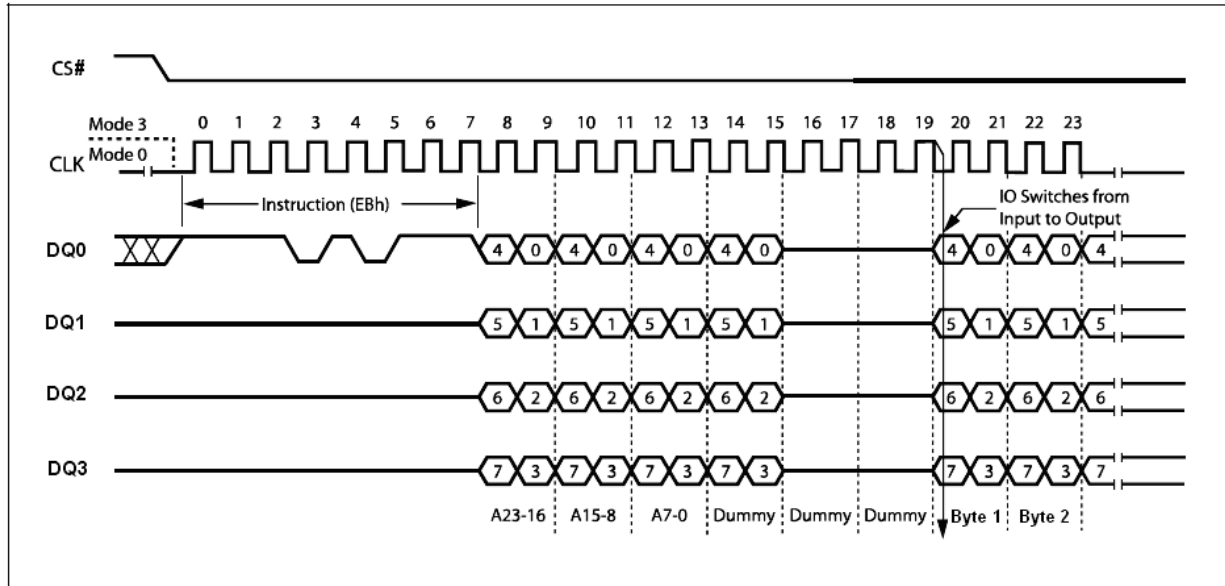 CS#
Mode 3 0 1 2 3 4 5 6 7 8 9 10 11 12 13 14 15 16 17 18 19 20 21 22 23
CLK Mode 0
Instruction (EBh)
IO Switches from
Input to Output
DQ0 4 0 4 0 4 0 4 0 4 0 4 0 4
DQ1 5 1 5 1 5 1 5 1 5 1 5 1 5
DQ2 6 2 6 2 6 2 6 2 6 2 6 2 6
DQ3 7 3 7 3 7 3 7 3 7 3 7 3 7
A23-16 A15-8 A7-0 Dummy Dummy Dummy Byte 1 Byte 2